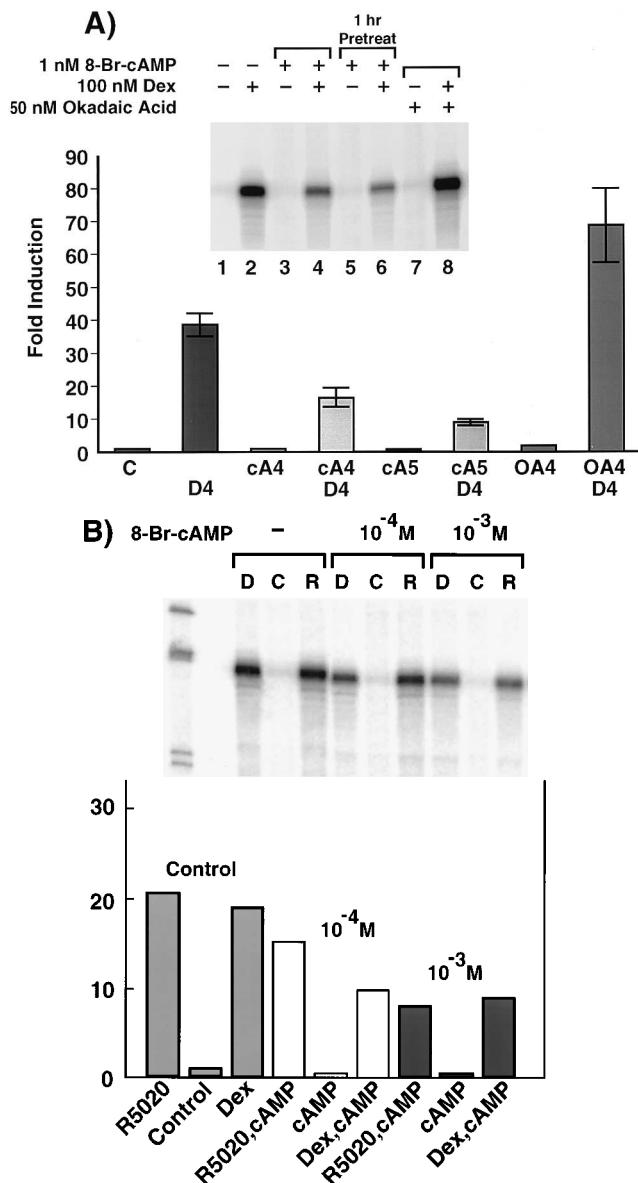 A)
1 hr
Pretreat
1 nM 8-Br-cAMP − − + + + + 
100 nM Dex − + − + − + − +
50 nM Okadaic Acid + +
90
80
70
60
50
40
30
20
10
0
Fold Induction
1 2 3 4 5 6 7 8
C cA4 cA4 cA5 cA5 OA4 OA4
D4 D4 D4 D4
B)
8-Br-cAMP − 10⁻⁴M 10⁻³M
D C R D C R D C R
30
20
10
0
Control
10⁻⁴M
10⁻³M
R5020
Control
Dex
R5020,cAMP
cAMP
Dex,cAMP
R5020,cAMP
cAMP
Dex,cAMP